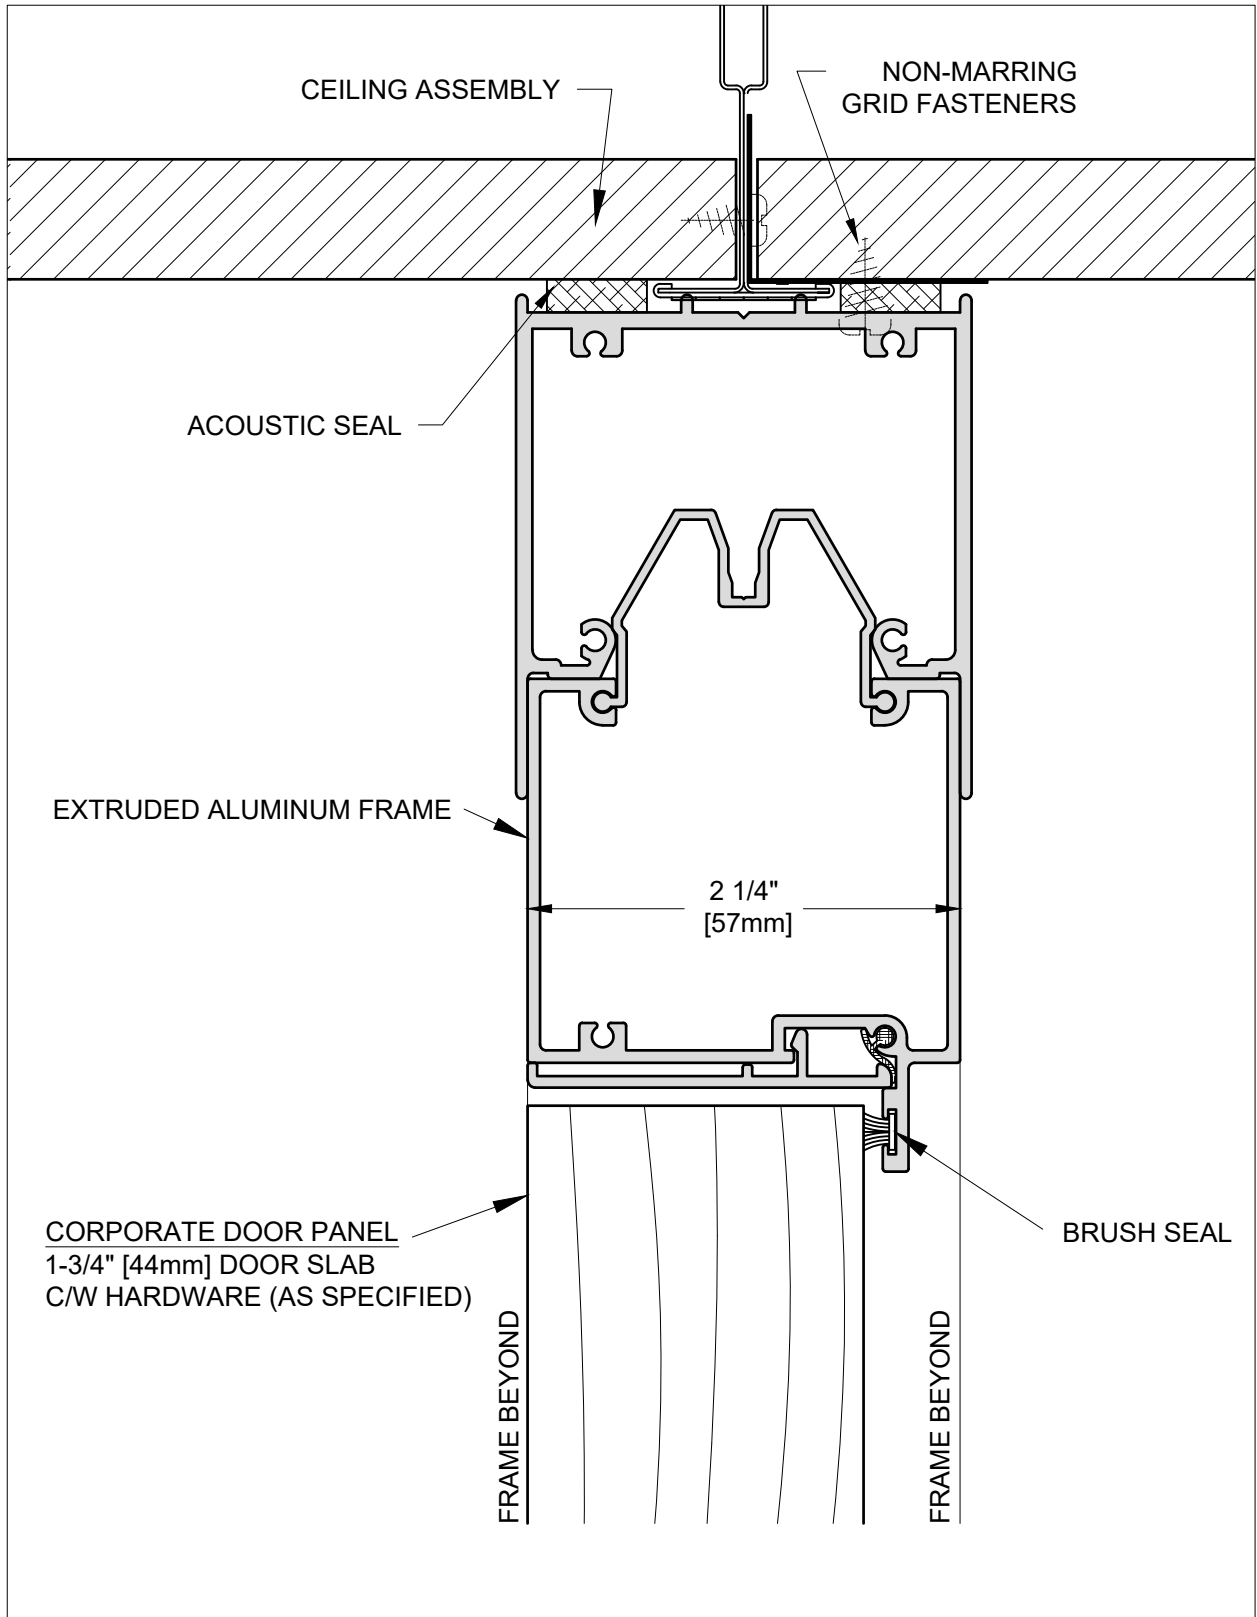 CEILING ASSEMBLY
NON-MARRING
GRID FASTENERS
ACOUSTIC SEAL
EXTRUDED ALUMINUM FRAME
2 1/4"
[57mm]
CORPORATE DOOR PANEL
1-3/4" [44mm] DOOR SLAB
C/W HARDWARE (AS SPECIFIED)
BRUSH SEAL
FRAME BEYOND
FRAME BEYOND